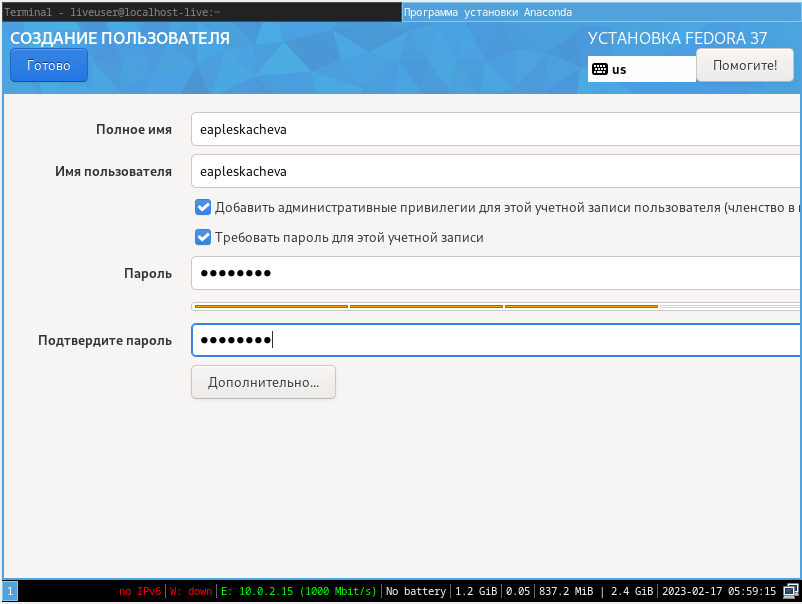 Terminal - liveuser@localhost-live:~
Программа установки Anaconda
СОЗДАНИЕ ПОЛЬЗОВАТЕЛЯ
УСТАНОВКА FEDORA 37
Готово
us
Помогите!
Полное имя
eapleskacheva
Имя пользователя
eapleskacheva
Добавить административные привилегии для этой учетной записи пользователя (членство в
Требовать пароль для этой учетной записи
Пароль
●●●●●●●●
Подтвердите пароль
●●●●●●●●
Дополнительно...
1
no IPv6 | W: down | E: 10.0.2.15 (1000 Mbit/s) | No battery | 1.2 GiB | 0.05 | 837.2 MiB | 2.4 GiB | 2023-02-17 05:59:15